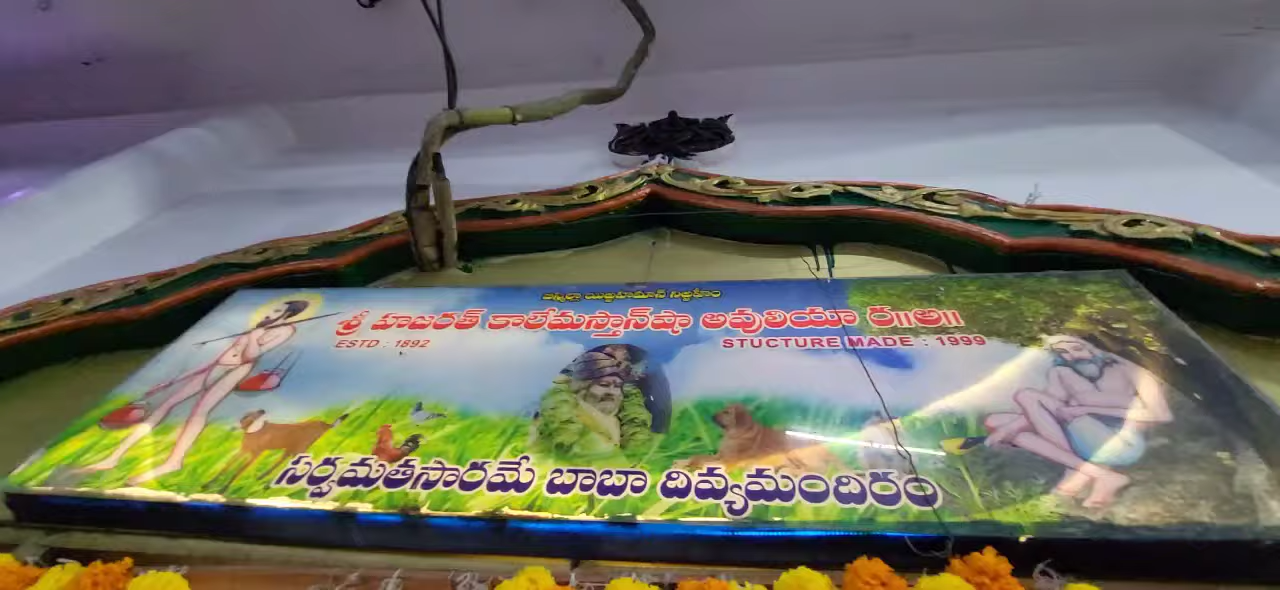 శ్రీ హజరత్ కాలేమస్తాన్‌షా అవులియా ర॥అ॥
ESTD : 1892
STUCTURE MADE : 1999
సర్వమతసారమే బాబా దివ్యమందిరం